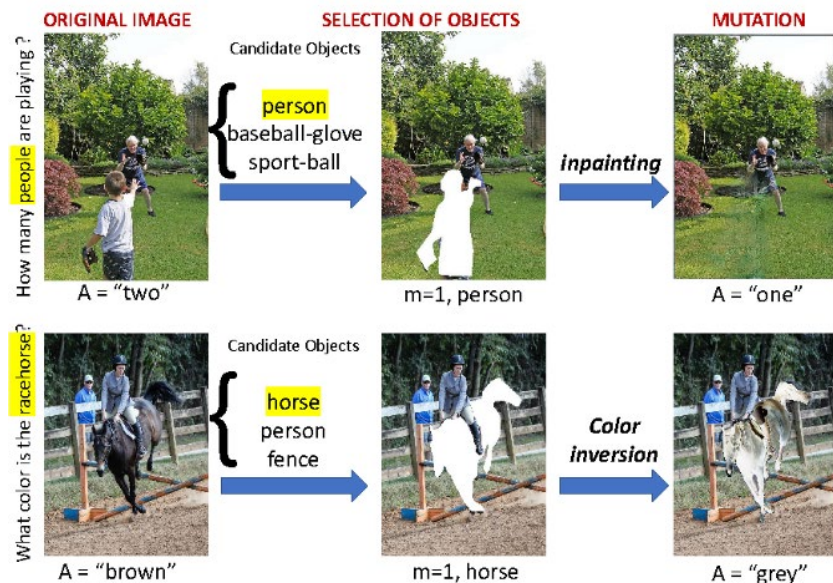 ORIGINAL IMAGE
SELECTION OF OBJECTS
MUTATION
How many people are playing ?
Candidate Objects
{
person
baseball-glove
sport-ball
inpainting
A = “two”
m=1, person
A = “one”
What color is the racehorse?
Candidate Objects
{
horse
person
fence
Color
inversion
A = “brown”
m=1, horse
A = “grey”